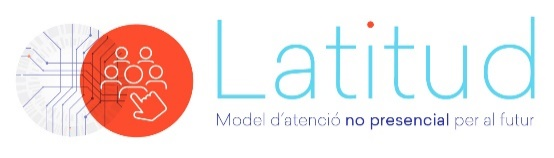 Latitud
Model d'atenció no presencial per al futur